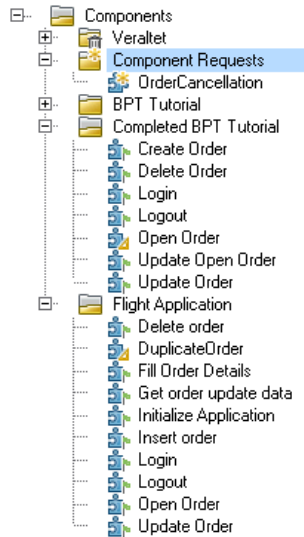 Components
Veraltet
Component Requests
OrderCancellation
BPT Tutorial
Completed BPT Tutorial
Create Order
Delete Order
Login
Logout
Open Order
Update Open Order
Update Order
Flight Application
Delete order
DuplicateOrder
Fill Order Details
Get order update data
Initialize Application
Insert order
Login
Logout
Open Order
Update Order